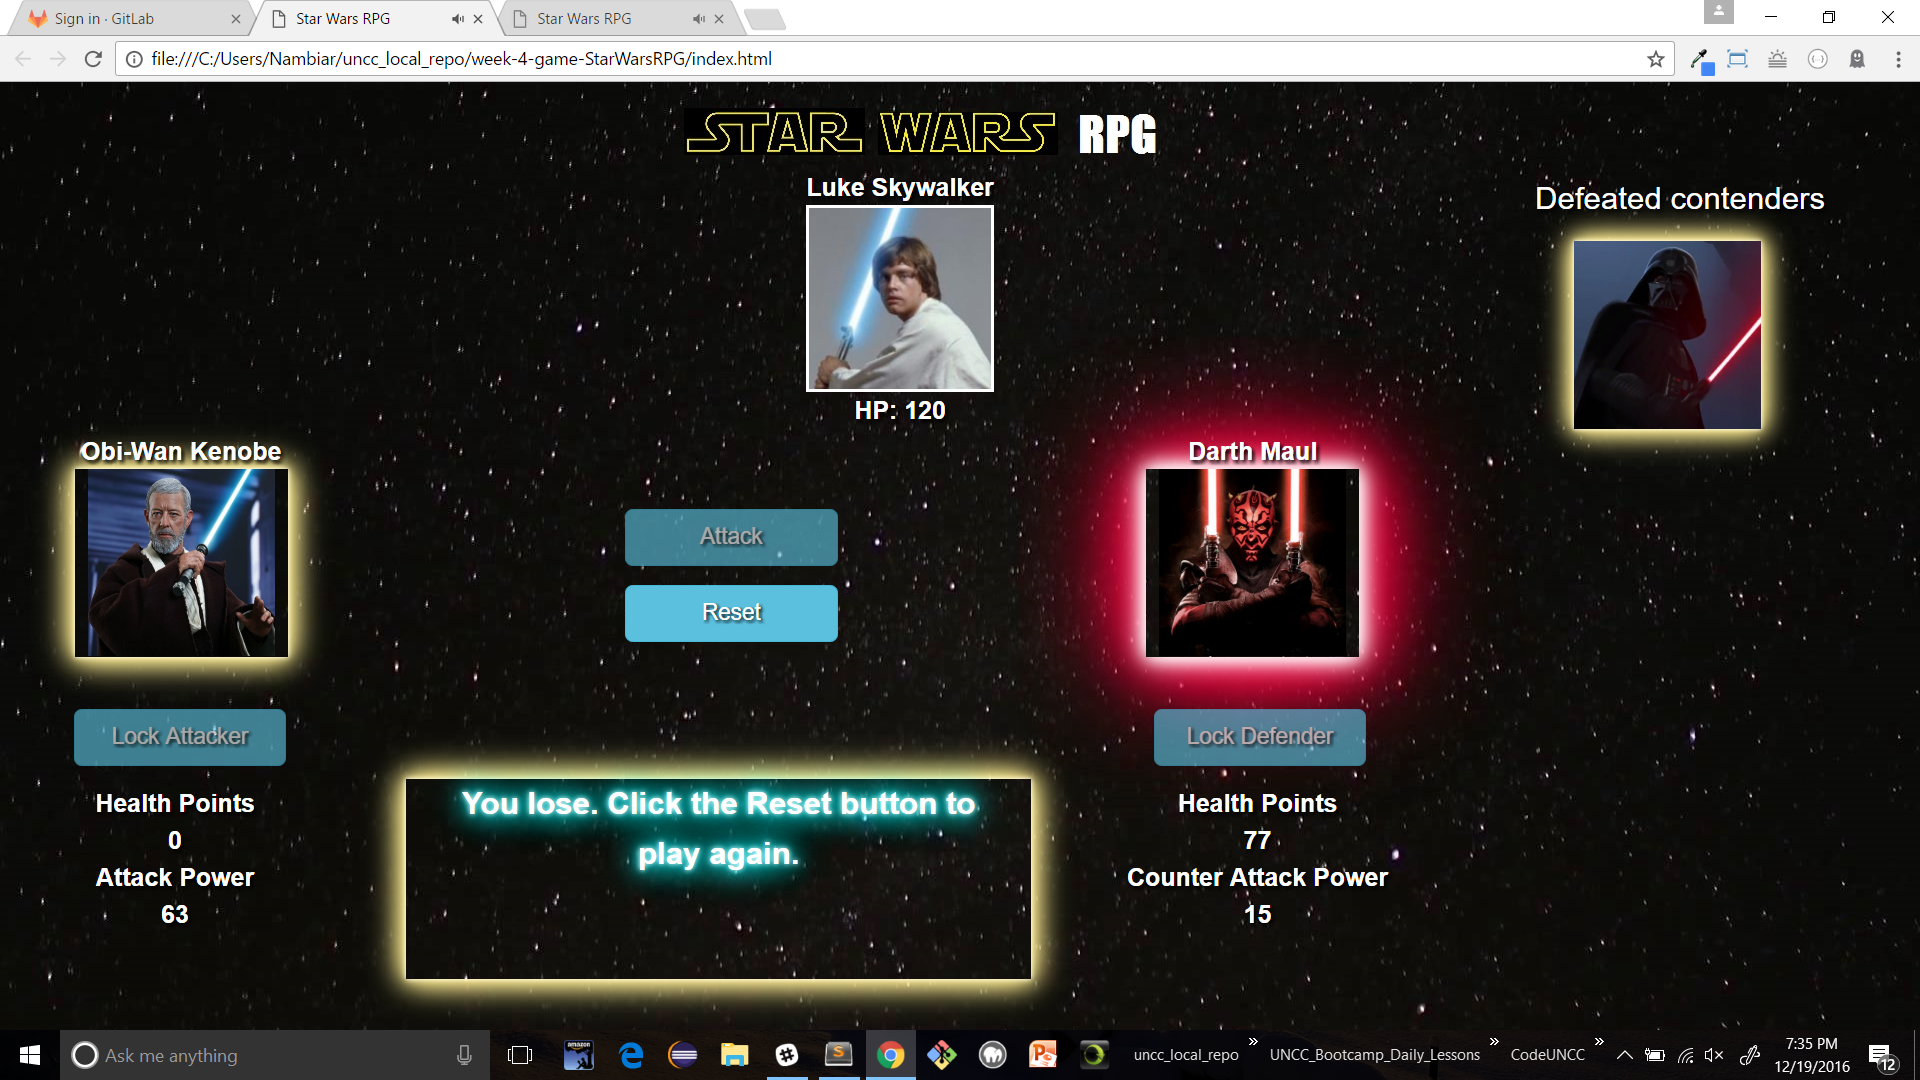 Sign in · GitLab
Star Wars RPG
Star Wars RPG
file:///C:/Users/Nambiar/uncc_local_repo/week-4-game-StarWarsRPG/index.html
STAR WARS RPG
Luke Skywalker
Defeated contenders
HP: 120
Obi-Wan Kenobe
Darth Maul
Attack
Reset
Lock Attacker
Lock Defender
You lose. Click the Reset button to
play again.
Health Points
0
Attack Power
63
Health Points
77
Counter Attack Power
15
Ask me anything
amazon
S
P
uncc_local_repo
UNCC_Bootcamp_Daily_Lessons
CodeUNCC
7:35 PM
12/19/2016
12